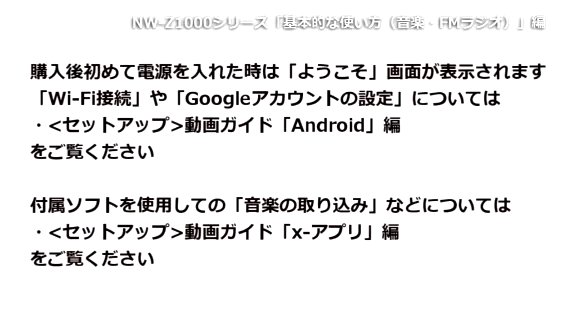 NW-Z1000シリーズ「基本的な使い方（音楽・FMラジオ）」編
購入後初めて電源を入れた時は「ようこそ」画面が表示されます
「Wi-Fi接続」や「Googleアカウントの設定」については
・<セットアップ>動画ガイド「Android」編
をご覧ください
付属ソフトを使用しての「音楽の取り込み」などについては
・<セットアップ>動画ガイド「x-アプリ」編
をご覧ください